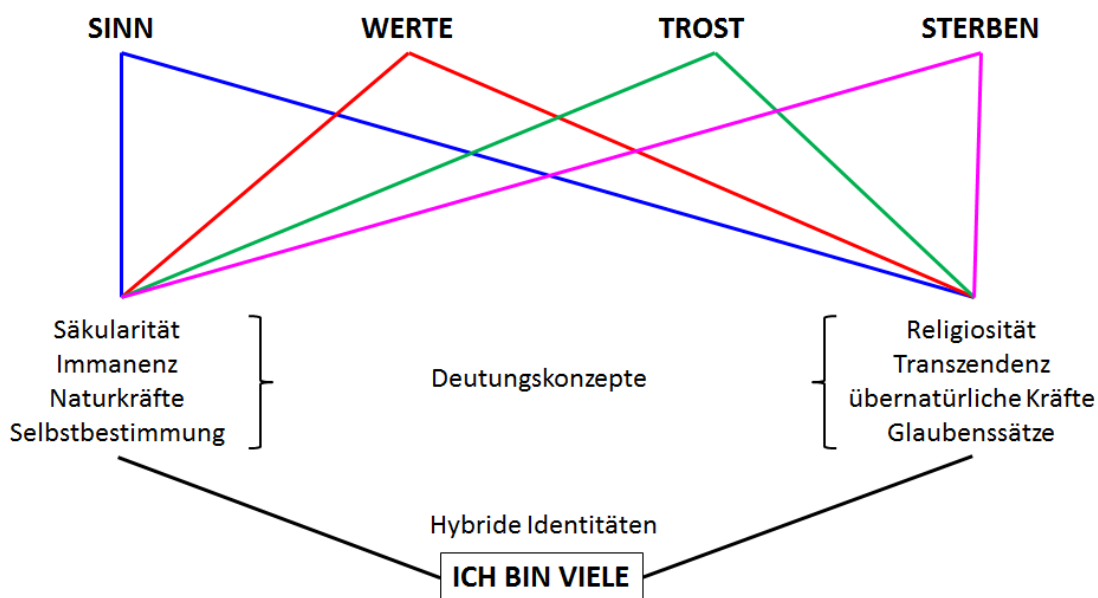 SINN WERTE TROST STERBEN
Säkularität
Immanenz
Naturkräfte
Selbstbestimmung
Deutungskonzepte
Religiosität
Transzendenz
übernatürliche Kräfte
Glaubenssätze
Hybride Identitäten
ICH BIN VIELE